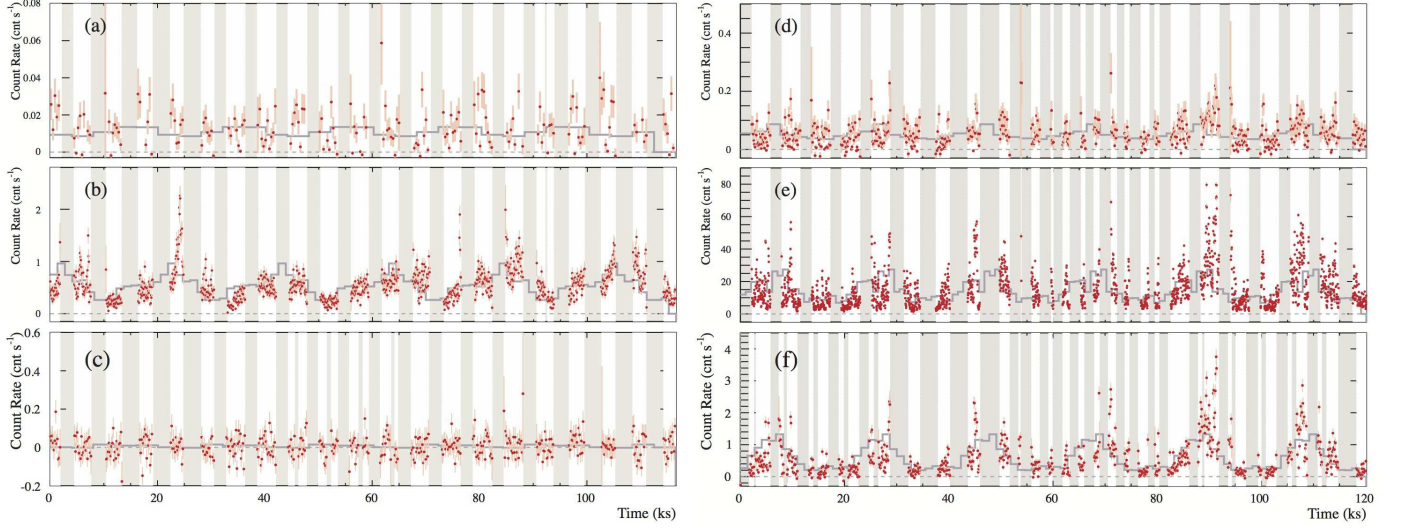 (a)
Count Rate (cnt s⁻¹)
0.08
0.06
0.04
0.02
0
(b)
Count Rate (cnt s⁻¹)
2
1
0
(c)
Count Rate (cnt s⁻¹)
0.6
0.4
0.2
0
-0.2
0 20 40 60 80 100
Time (ks)
(d)
Count Rate (cnt s⁻¹)
0.4
0.2
0
(e)
Count Rate (cnt s⁻¹)
80
60
40
20
0
(f)
Count Rate (cnt s⁻¹)
4
3
2
1
0
0 20 40 60 80 100 120
Time (ks)